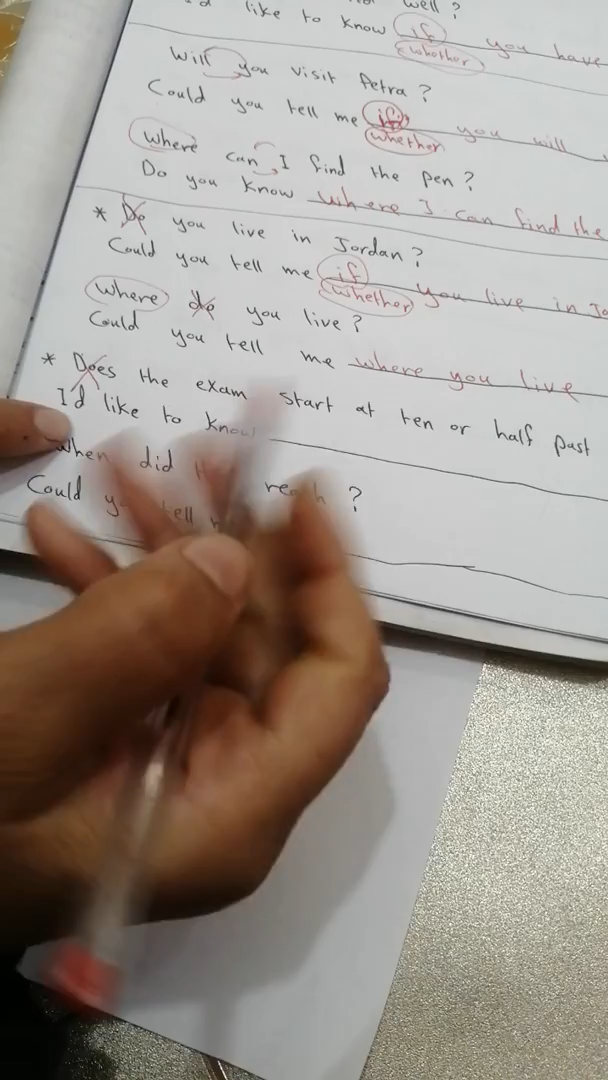 well ?
like to know if you have
whether
Will you visit Petra ?
Could you tell me if you will
whether
Where can I find the pen ?
Do you know where I can find the
* Do you live in Jordan ?
Could you tell me if you live in Jo
whether
Where do you live ?
Could you tell me where you live
* Does the exam start at ten or half past
I'd like to know
When did reach ?
Could you tell